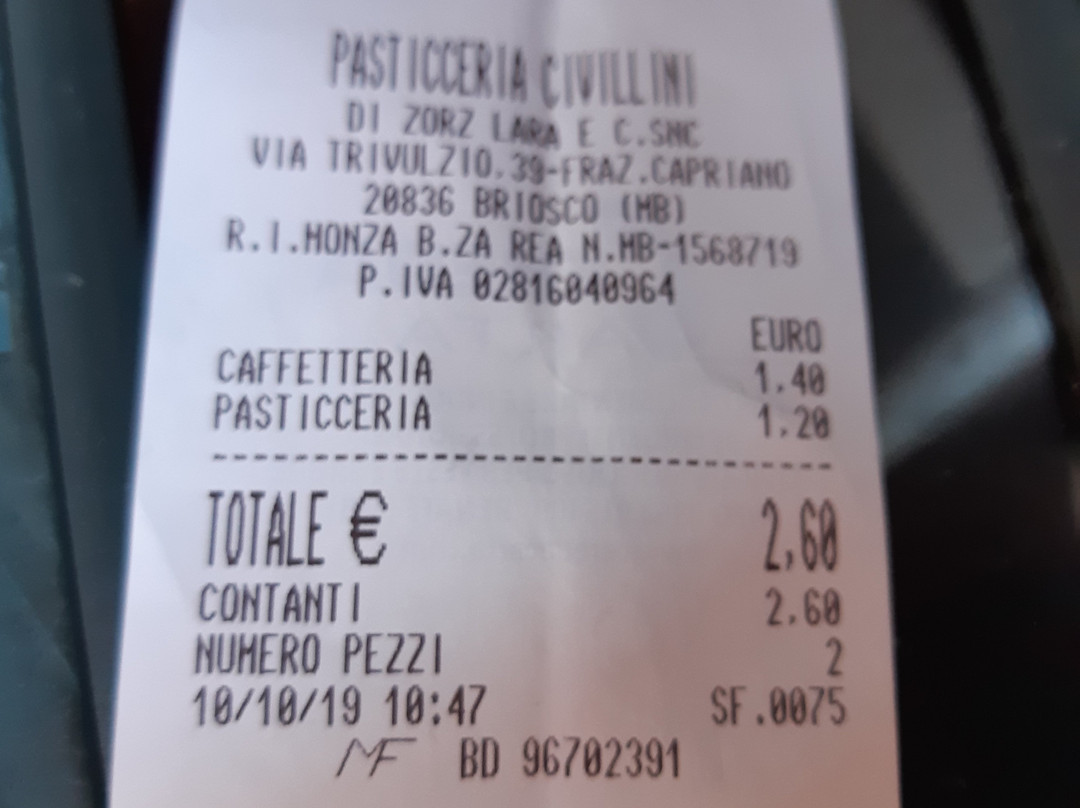 PASTICCERIA CIVILLINI
DI ZORZ LARA E C.SNC
VIA TRIVULZIO.39-FRAZ.CAPRIANO
20836 BRIOSCO (MB)
R.I.MONZA B.ZA REA N.MB-1568719
P.IVA 02816040964
EURO
CAFFETTERIA 1.40
PASTICCERIA 1.20
TOTALE € 2,60
CONTANTI 2.60
NUMERO PEZZI 2
10/10/19 10:47 SF.0075
MF BD 96702391